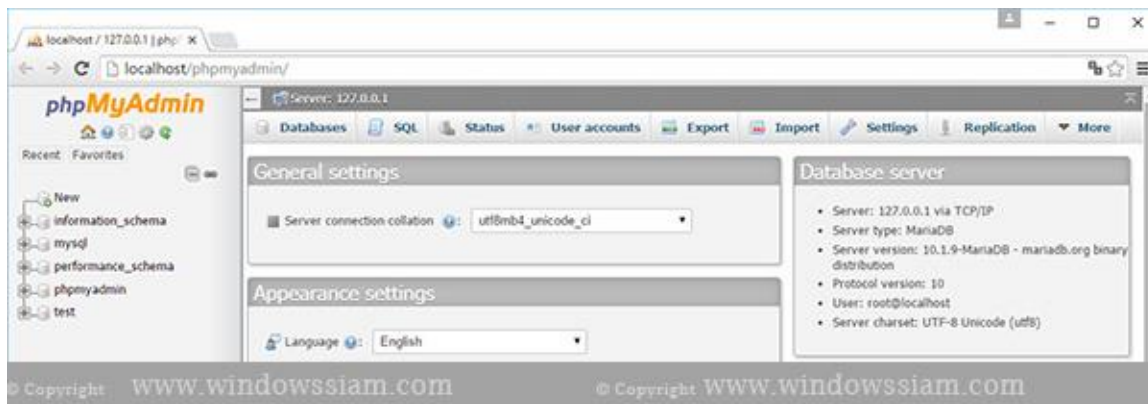 localhost / 127.0.0.1 | php
localhost/phpmyadmin/
phpMyAdmin
Recent Favorites
New
information_schema
mysql
performance_schema
phpmyadmin
test
Server: 127.0.0.1
Databases SQL Status User accounts Export Import Settings Replication More
General settings
Server connection collation : utf8mb4_unicode_ci
Appearance settings
Language : English
Database server
• Server: 127.0.0.1 via TCP/IP
• Server type: MariaDB
• Server version: 10.1.9-MariaDB - mariadb.org binary
distribution
• Protocol version: 10
• User: root@localhost
• Server charset: UTF-8 Unicode (utf8)
© Copyright www.windowssiam.com © Copyright www.windowssiam.com